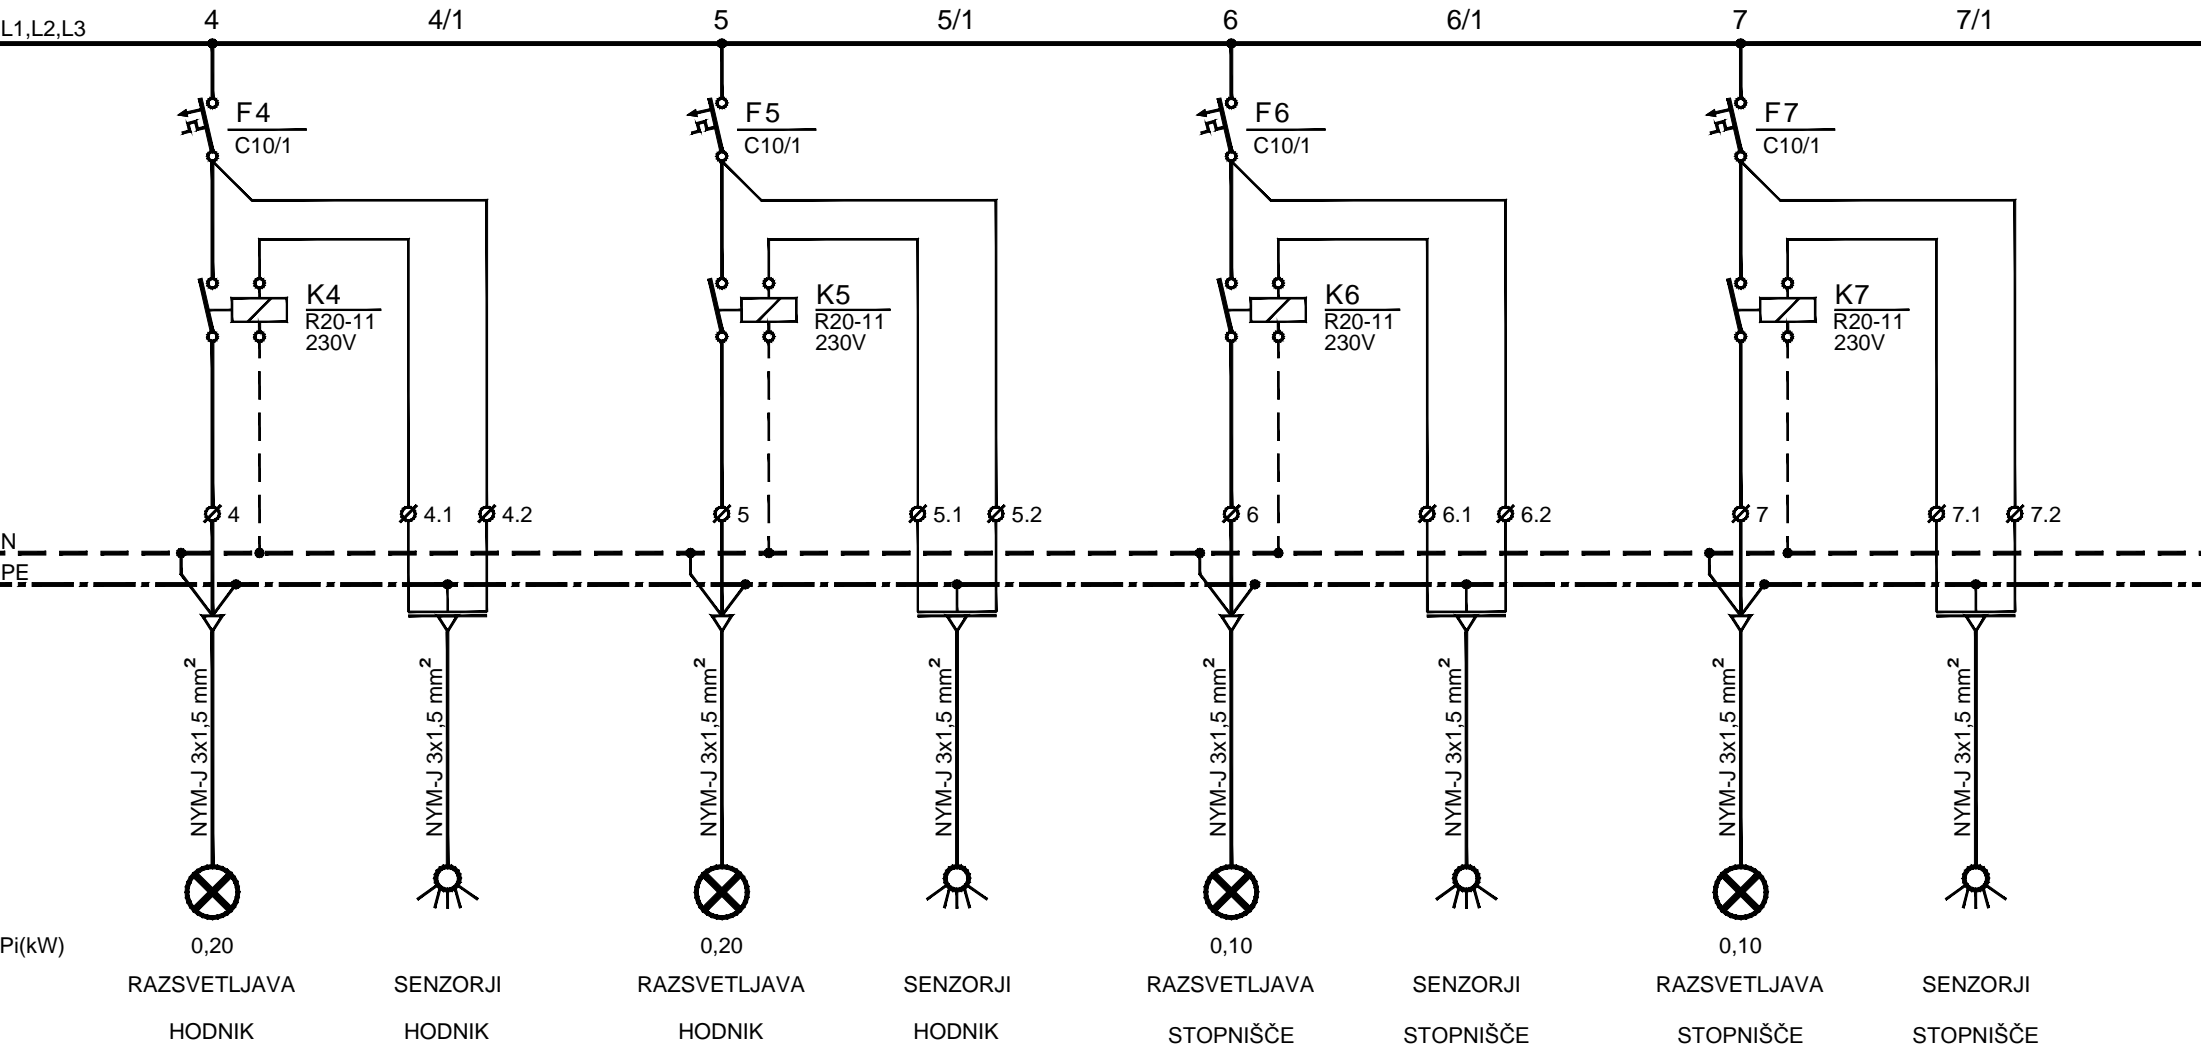 L1,L2,L3 4 4/1 5 5/1 6 6/1 7 7/1
F4 F5 F6 F7
C10/1 C10/1 C10/1 C10/1
K4 K5 K6 K7
R20-11 R20-11 R20-11 R20-11
230V 230V 230V 230V
4 4.1 4.2 5 5.1 5.2 6 6.1 6.2 7 7.1 7.2
N
PE
NYM-J 3x1,5 mm² NYM-J 3x1,5 mm² NYM-J 3x1,5 mm² NYM-J 3x1,5 mm² NYM-J 3x1,5 mm² NYM-J 3x1,5 mm² NYM-J 3x1,5 mm² NYM-J 3x1,5 mm²
Pi(kW) 0,20 0,20 0,10 0,10
RAZSVETLJAVA SENZORJI RAZSVETLJAVA SENZORJI RAZSVETLJAVA SENZORJI RAZSVETLJAVA SENZORJI
HODNIK HODNIK HODNIK HODNIK STOPNIŠČE STOPNIŠČE STOPNIŠČE STOPNIŠČE